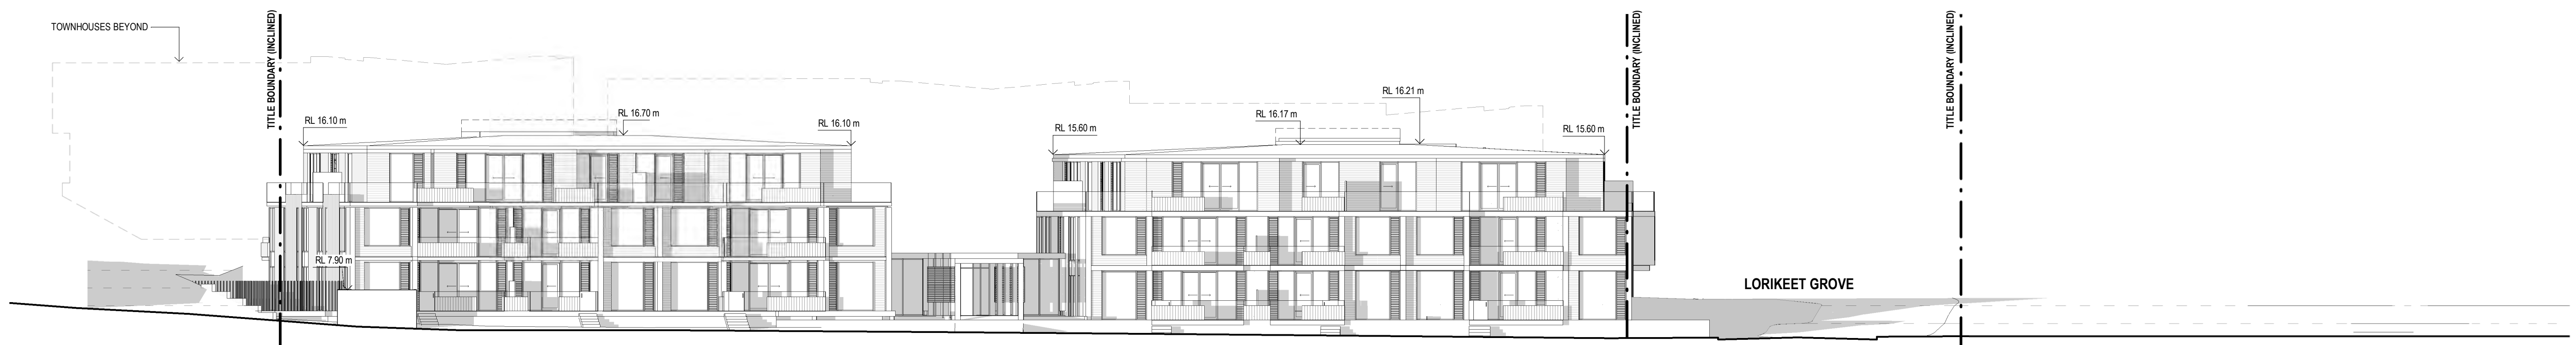 TOWNHOUSES BEYOND
TITLE BOUNDARY (INCLINED)
RL 16.10 m
RL 16.70 m
RL 16.10 m
RL 7.90 m
RL 15.60 m
RL 16.17 m
RL 16.21 m
RL 15.60 m
TITLE BOUNDARY (INCLINED)
LORIKEET GROVE
TITLE BOUNDARY (INCLINED)